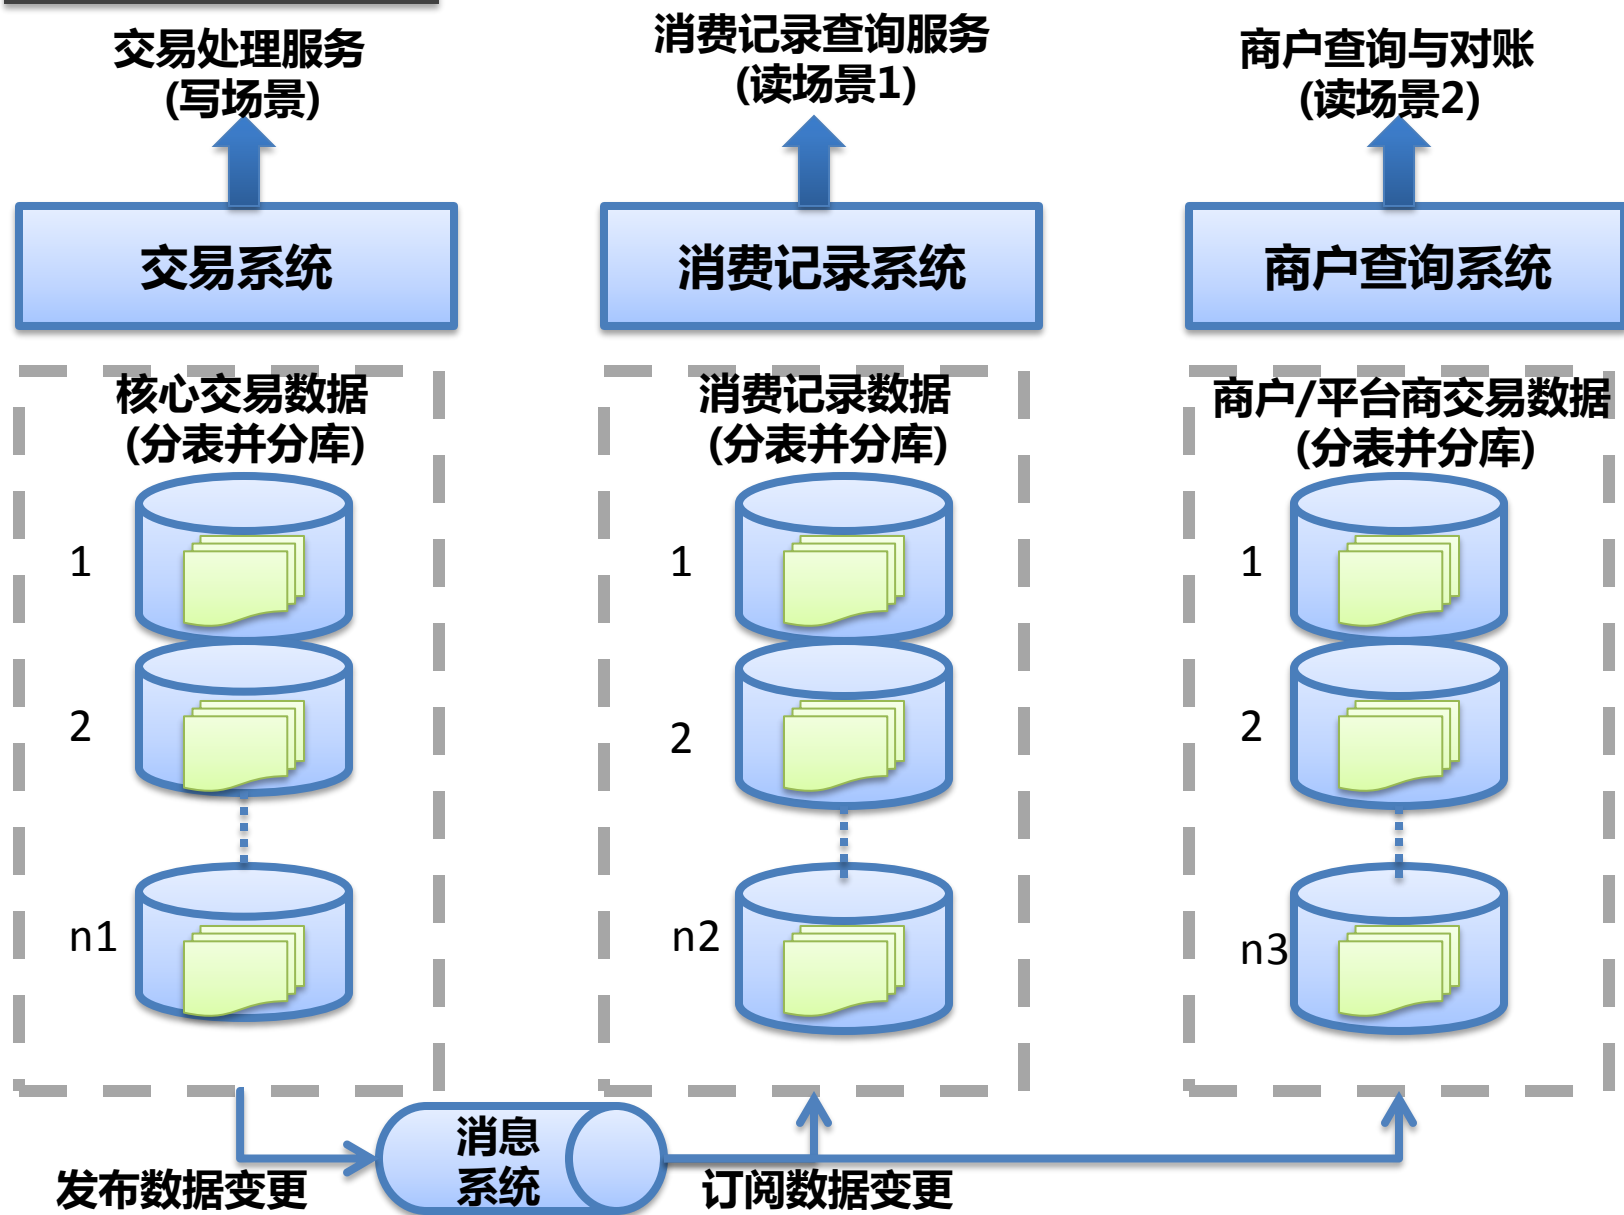 交易处理服务
(写场景)
消费记录查询服务
(读场景1)
商户查询与对账
(读场景2)
交易系统
消费记录系统
商户查询系统
核心交易数据
(分表并分库)
消费记录数据
(分表并分库)
商户/平台商交易数据
(分表并分库)
1
1
1
2
2
2
n1
n2
n3
消息
系统
发布数据变更
订阅数据变更